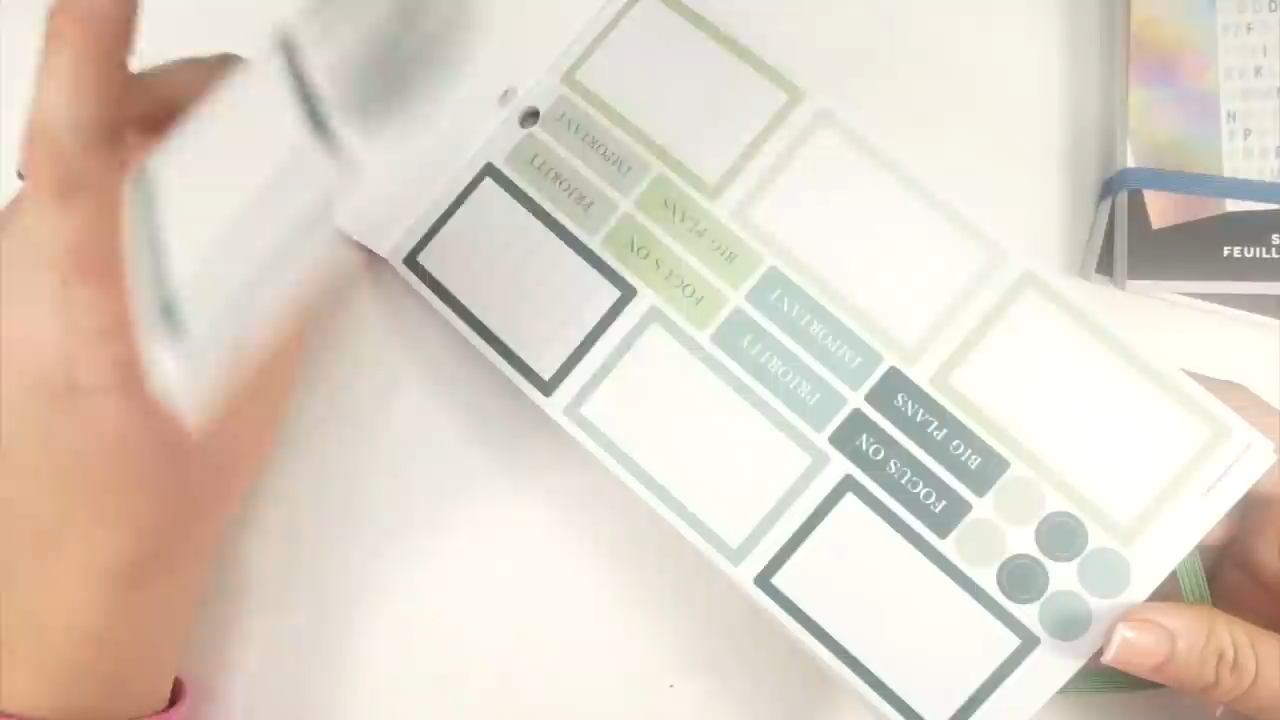 IMPORTANT
PRIORITY
BIG PLANS
FOCUS ON
IMPORTANT
PRIORITY
BIG PLANS
FOCUS ON
F
I
K
N
P
S
FEUILL